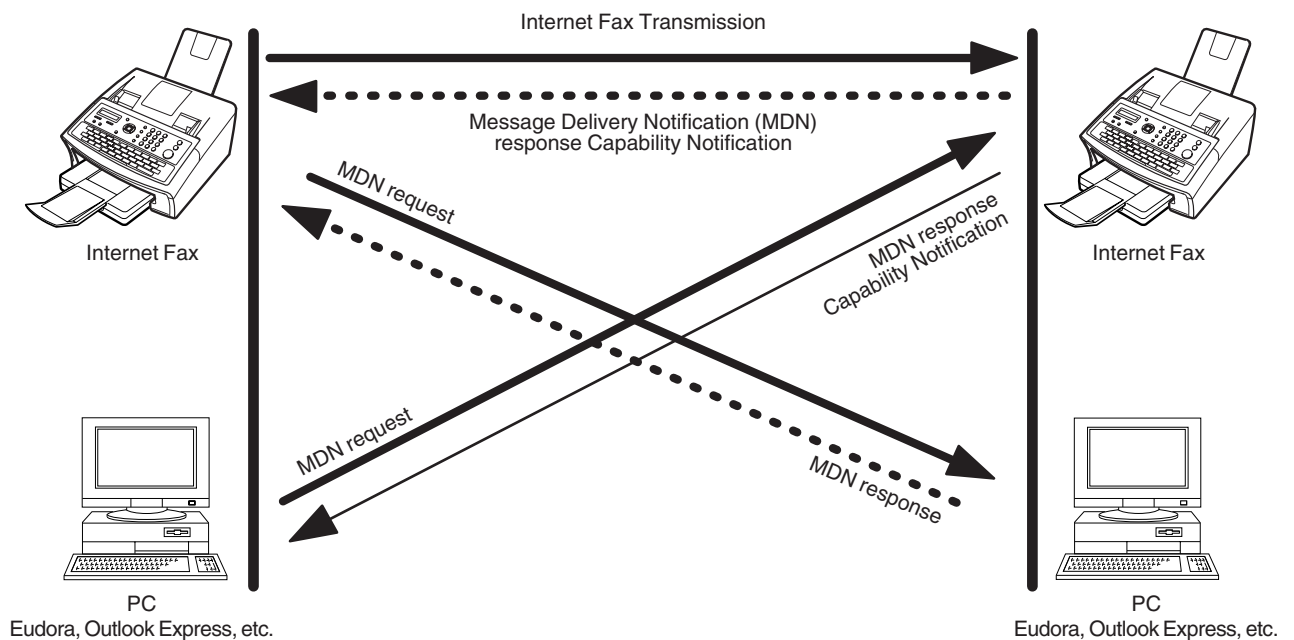 Internet Fax Transmission
Message Delivery Notification (MDN)
response Capability Notification
MDN request
MDN response
Capability Notification
Internet Fax
Internet Fax
MDN request
MDN response
PC
Eudora, Outlook Express, etc.
PC
Eudora, Outlook Express, etc.